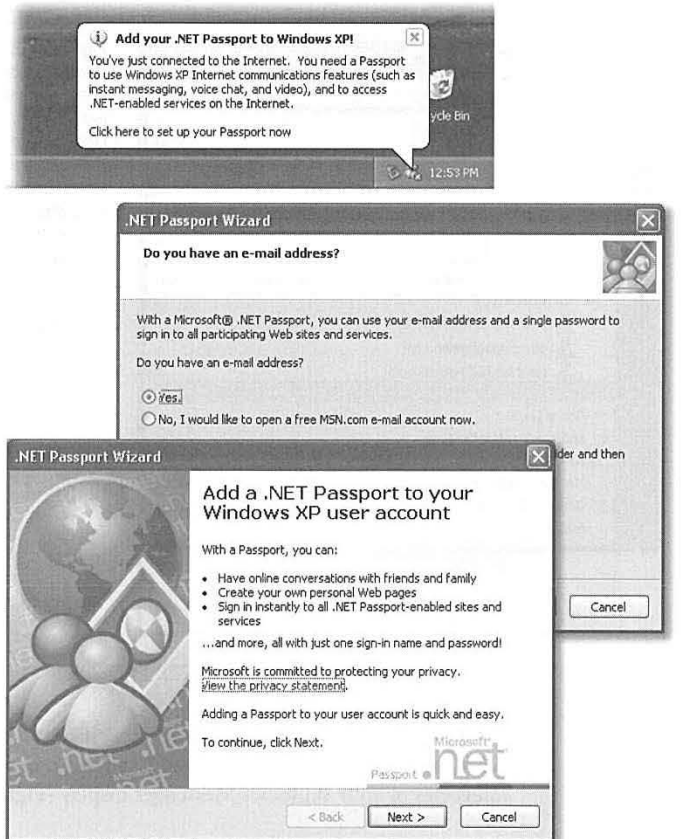 Add your .NET Passport to Windows XP!
You've just connected to the Internet. You need a Passport
to use Windows XP Internet communications features (such as
instant messaging, voice chat, and video), and to access
.NET-enabled services on the Internet.
Click here to set up your Passport now
ycle Bin
12:53 PM
.NET Passport Wizard
Do you have an e-mail address?
With a Microsoft® .NET Passport, you can use your e-mail address and a single password to
sign in to all participating Web sites and services.
Do you have an e-mail address?
Yes.
No, I would like to open a free MSN.com e-mail account now.
der and then
Cancel
.NET Passport Wizard
Add a .NET Passport to your
Windows XP user account
With a Passport, you can:
• Have online conversations with friends and family
• Create your own personal Web pages
• Sign in instantly to all .NET Passport-enabled sites and
services
...and more, all with just one sign-in name and password!
Microsoft is committed to protecting your privacy.
View the privacy statement.
Adding a Passport to your user account is quick and easy.
To continue, click Next.
Microsoft
Passport net
< Back
Next >
Cancel